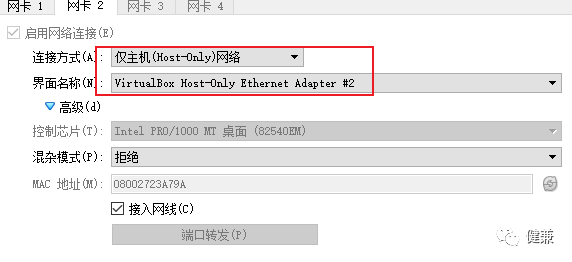 网卡 1 网卡 2 网卡 3 网卡 4
启用网络连接(E)
连接方式(A): 仅主机(Host-Only)网络
界面名称(N): VirtualBox Host-Only Ethernet Adapter #2
高级(d)
控制芯片(T): Intel PRO/1000 MT 桌面 (82540EM)
混杂模式(P): 拒绝
MAC 地址(M): 08002723A79A
接入网线(C)
端口转发(P)
健兼